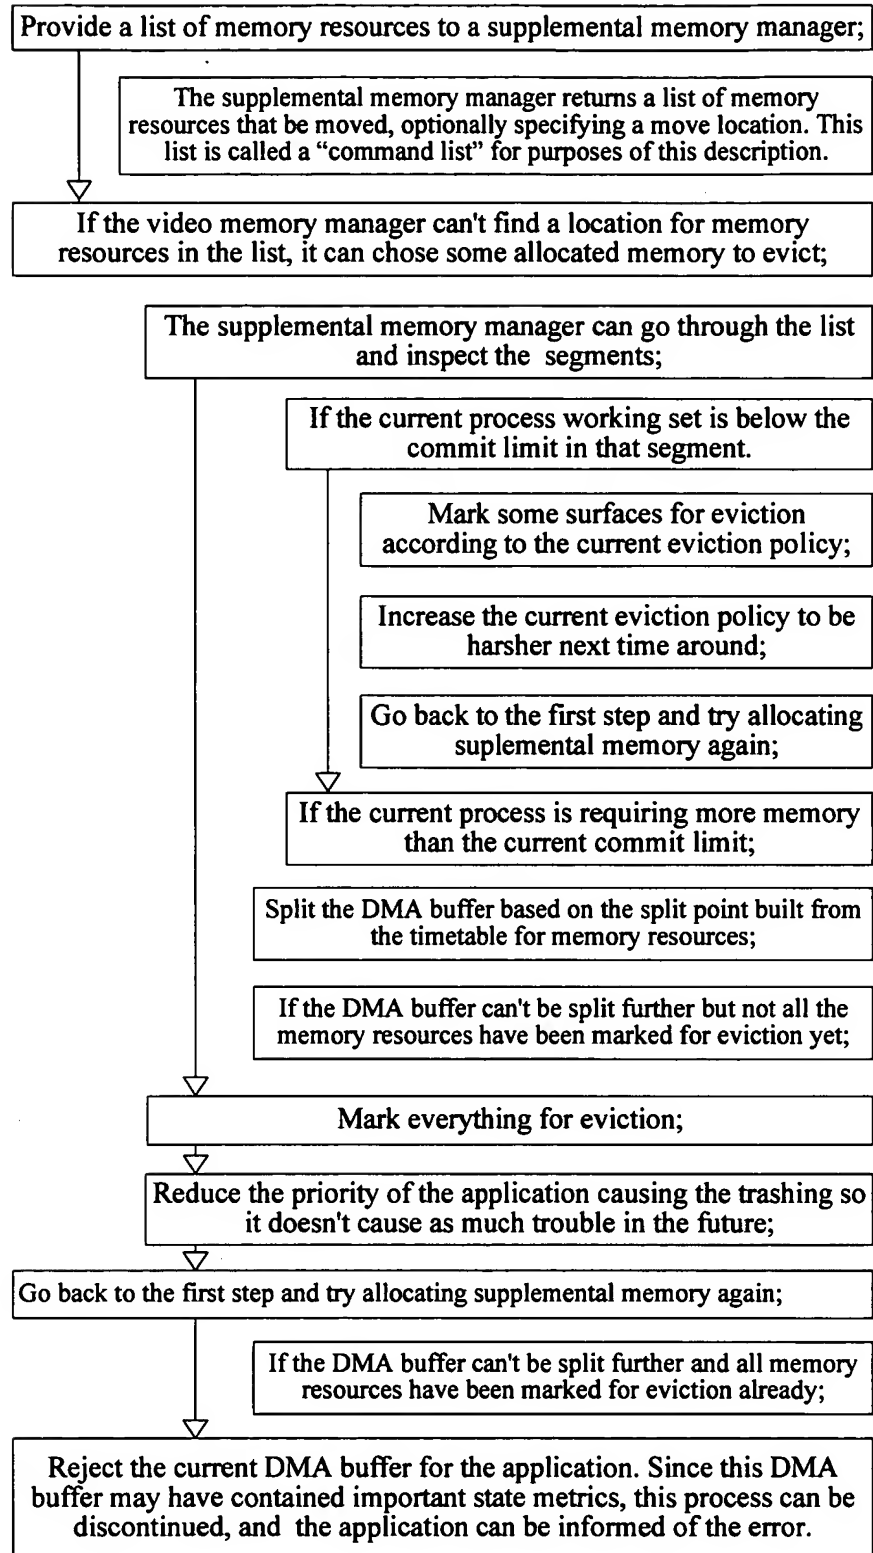 Provide a list of memory resources to a supplemental memory manager;
The supplemental memory manager returns a list of memory
resources that be moved, optionally specifying a move location. This
list is called a “command list” for purposes of this description.
If the video memory manager can't find a location for memory
resources in the list, it can chose some allocated memory to evict;
The supplemental memory manager can go through the list
and inspect the segments;
If the current process working set is below the
commit limit in that segment.
Mark some surfaces for eviction
according to the current eviction policy;
Increase the current eviction policy to be
harsher next time around;
Go back to the first step and try allocating
suplemental memory again;
If the current process is requiring more memory
than the current commit limit;
Split the DMA buffer based on the split point built from
the timetable for memory resources;
If the DMA buffer can't be split further but not all the
memory resources have been marked for eviction yet;
Mark everything for eviction;
Reduce the priority of the application causing the trashing so
it doesn't cause as much trouble in the future;
Go back to the first step and try allocating supplemental memory again;
If the DMA buffer can't be split further and all memory
resources have been marked for eviction already;
Reject the current DMA buffer for the application. Since this DMA
buffer may have contained important state metrics, this process can be
discontinued, and the application can be informed of the error.